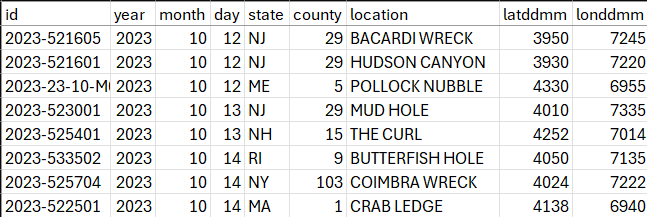 id year month day state county location latddmm londdmm
2023-521605 2023 10 12 NJ 29 BACARDI WRECK 3950 7245
2023-521601 2023 10 12 NJ 29 HUDSON CANYON 3930 7220
2023-23-10-M 2023 10 12 ME 5 POLLOCK NUBBLE 4330 6955
2023-523001 2023 10 13 NJ 29 MUD HOLE 4010 7335
2023-525401 2023 10 13 NH 15 THE CURL 4252 7014
2023-533502 2023 10 14 RI 9 BUTTERFISH HOLE 4050 7135
2023-525704 2023 10 14 NY 103 COIMBRA WRECK 4024 7222
2023-522501 2023 10 14 MA 1 CRAB LEDGE 4138 6940